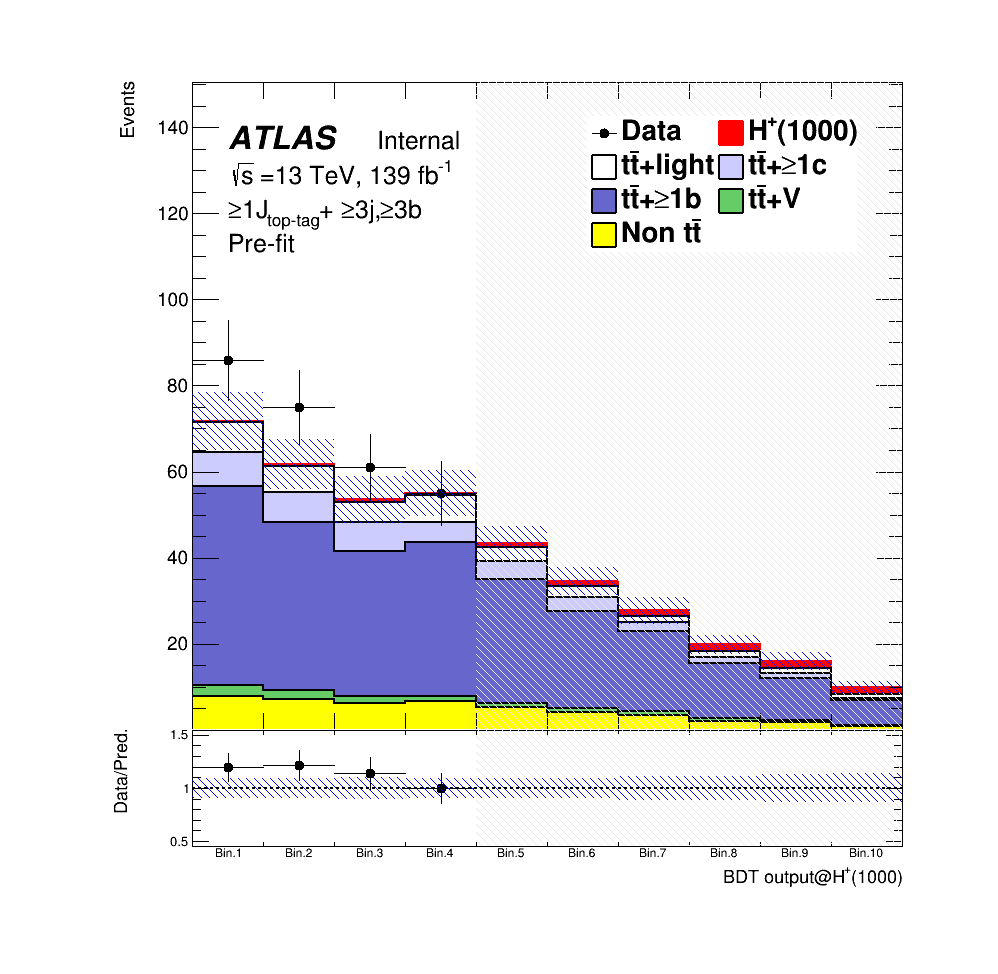 Events
140
120
100
80
60
40
20
ATLAS Internal
√s =13 TeV, 139 fb⁻¹
≥1J_top-tag+ ≥3j,≥3b
Pre-fit
Data
H⁺(1000)
tt̄+light
tt̄+≥1c
tt̄+≥1b
tt̄+V
Non tt̄
Data/Pred.
1.5
1
0.5
Bin.1 Bin.2 Bin.3 Bin.4 Bin.5 Bin.6 Bin.7 Bin.8 Bin.9 Bin.10
BDT output@H⁺(1000)